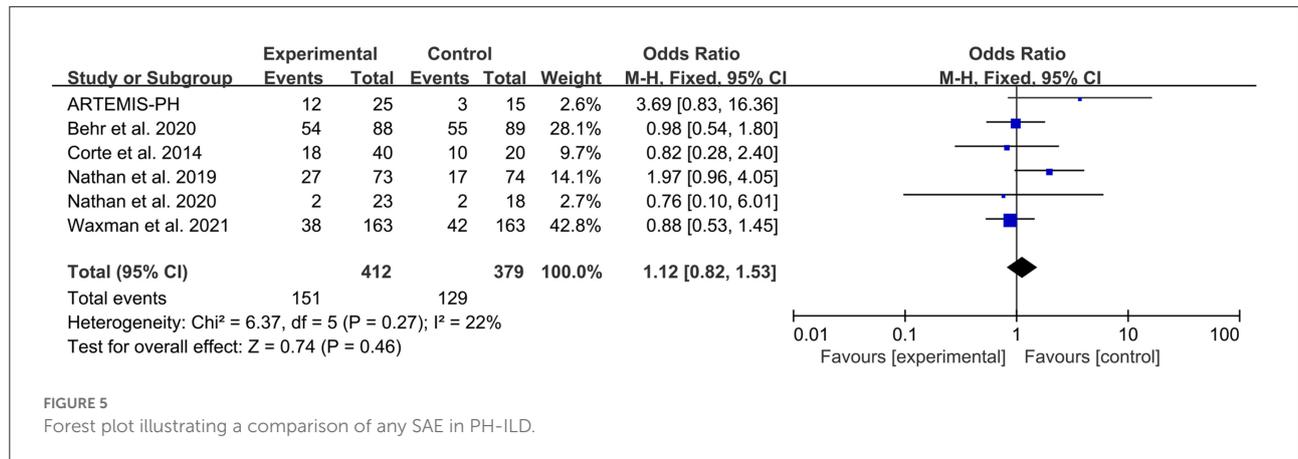 Experimental Control Odds Ratio Odds Ratio
Study or Subgroup Events Total Events Total Weight M-H, Fixed, 95% CI M-H, Fixed, 95% CI
ARTEMIS-PH 12 25 3 15 2.6% 3.69 [0.83, 16.36]
Behr et al. 2020 54 88 55 89 28.1% 0.98 [0.54, 1.80]
Corte et al. 2014 18 40 10 20 9.7% 0.82 [0.28, 2.40]
Nathan et al. 2019 27 73 17 74 14.1% 1.97 [0.96, 4.05]
Nathan et al. 2020 2 23 2 18 2.7% 0.76 [0.10, 6.01]
Waxman et al. 2021 38 163 42 163 42.8% 0.88 [0.53, 1.45]
Total (95% CI) 412 379 100.0% 1.12 [0.82, 1.53]
Total events 151 129
Heterogeneity: Chi² = 6.37, df = 5 (P = 0.27); I² = 22%
Test for overall effect: Z = 0.74 (P = 0.46)
0.01 0.1 1 10 100
Favours [experimental] Favours [control]
FIGURE 5
Forest plot illustrating a comparison of any SAE in PH-ILD.